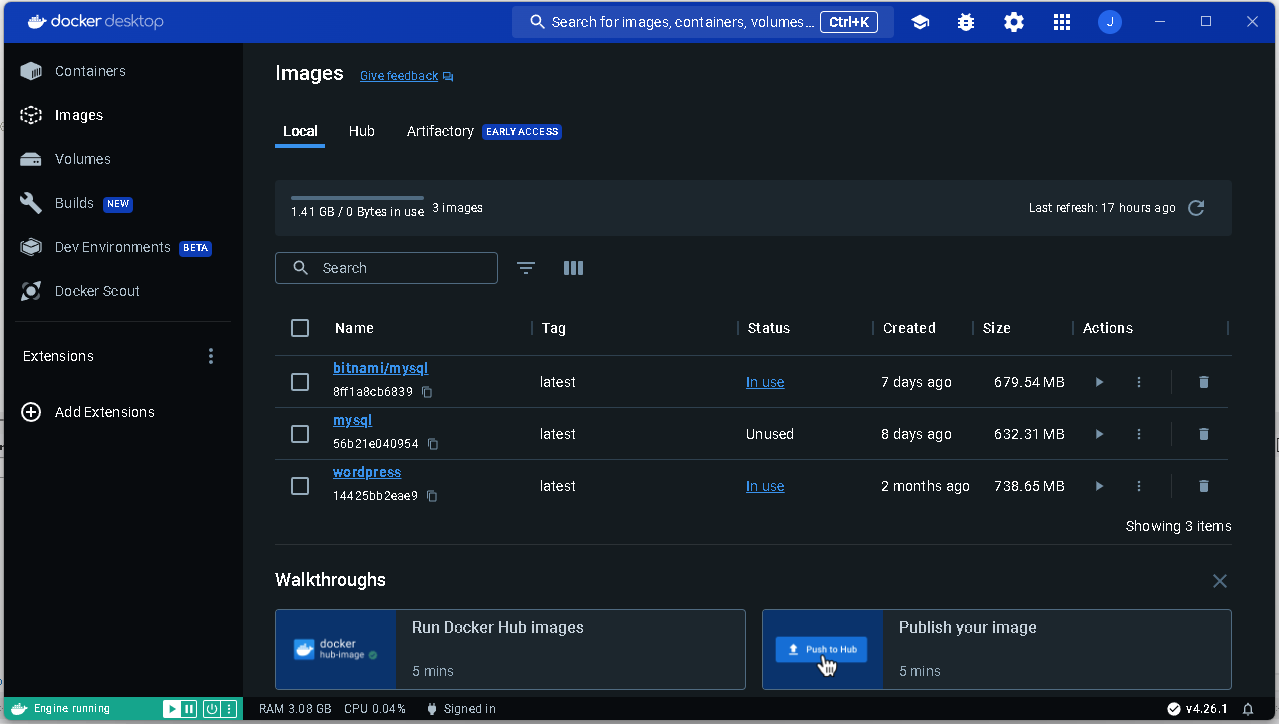 docker desktop
Search for images, containers, volumes... Ctrl+K
J
Containers
Images
Volumes
Builds NEW
Dev Environments BETA
Docker Scout
Extensions
Add Extensions
Images Give feedback
Local Hub Artifactory EARLY ACCESS
1.41 GB / 0 Bytes in use 3 images Last refresh: 17 hours ago
Search
Name Tag Status Created Size Actions
bitnami/mysql
8ff1a8cb6839
latest In use 7 days ago 679.54 MB
mysql
56b21e040954
latest Unused 8 days ago 632.31 MB
wordpress
14425bb2eae9
latest In use 2 months ago 738.65 MB
Showing 3 items
Walkthroughs
docker
hub-image
Run Docker Hub images
5 mins
Push to Hub
Publish your image
5 mins
Engine running RAM 3.08 GB CPU 0.04% Signed in v4.26.1